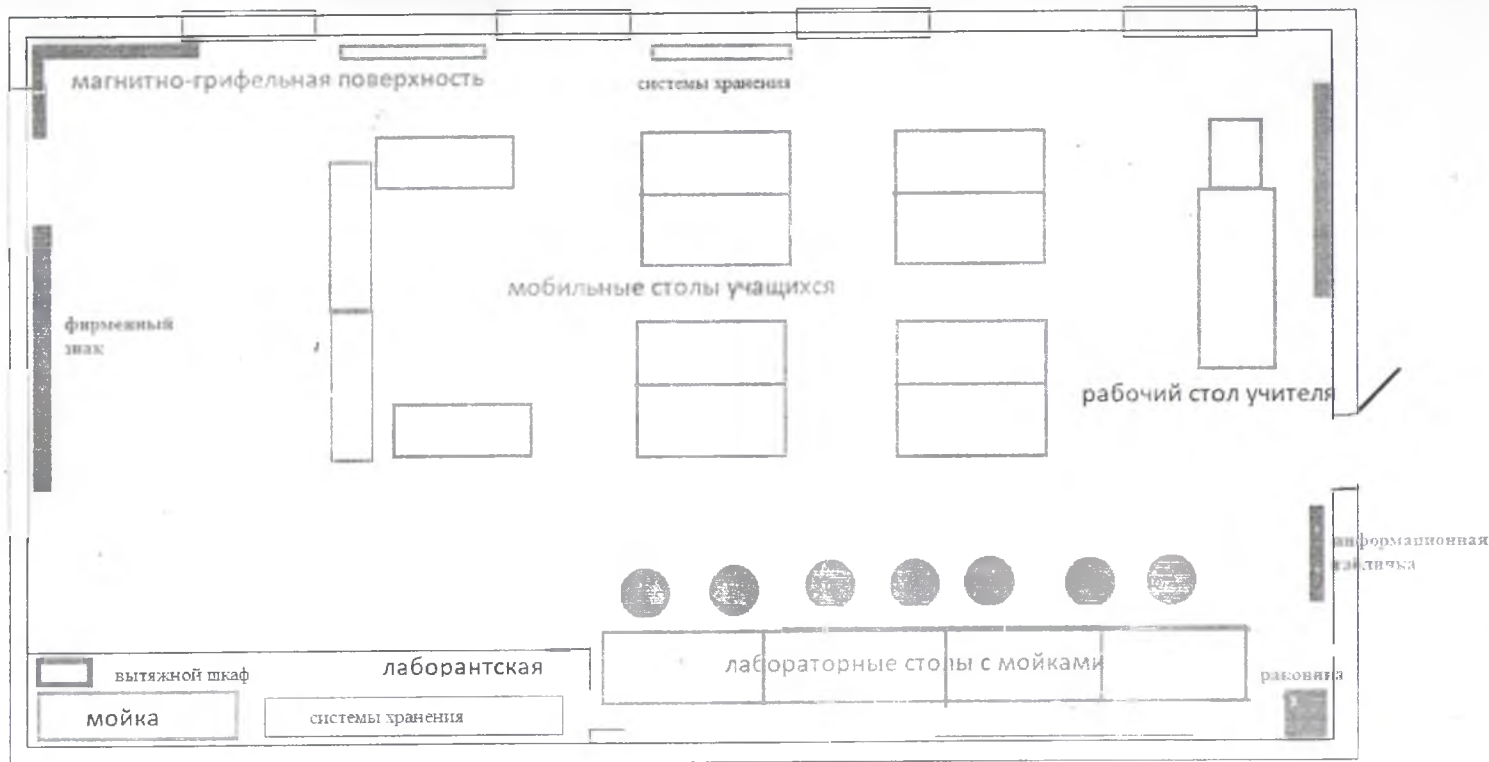 магнитно-грифельная поверхность
системы хранения
мобильные столы учащихся
фирменный
знак
рабочий стол учителя
информационная
табличка
лабораторные столы с мойками
раковина
вытяжной шкаф
лаборантская
мойка
системы хранения